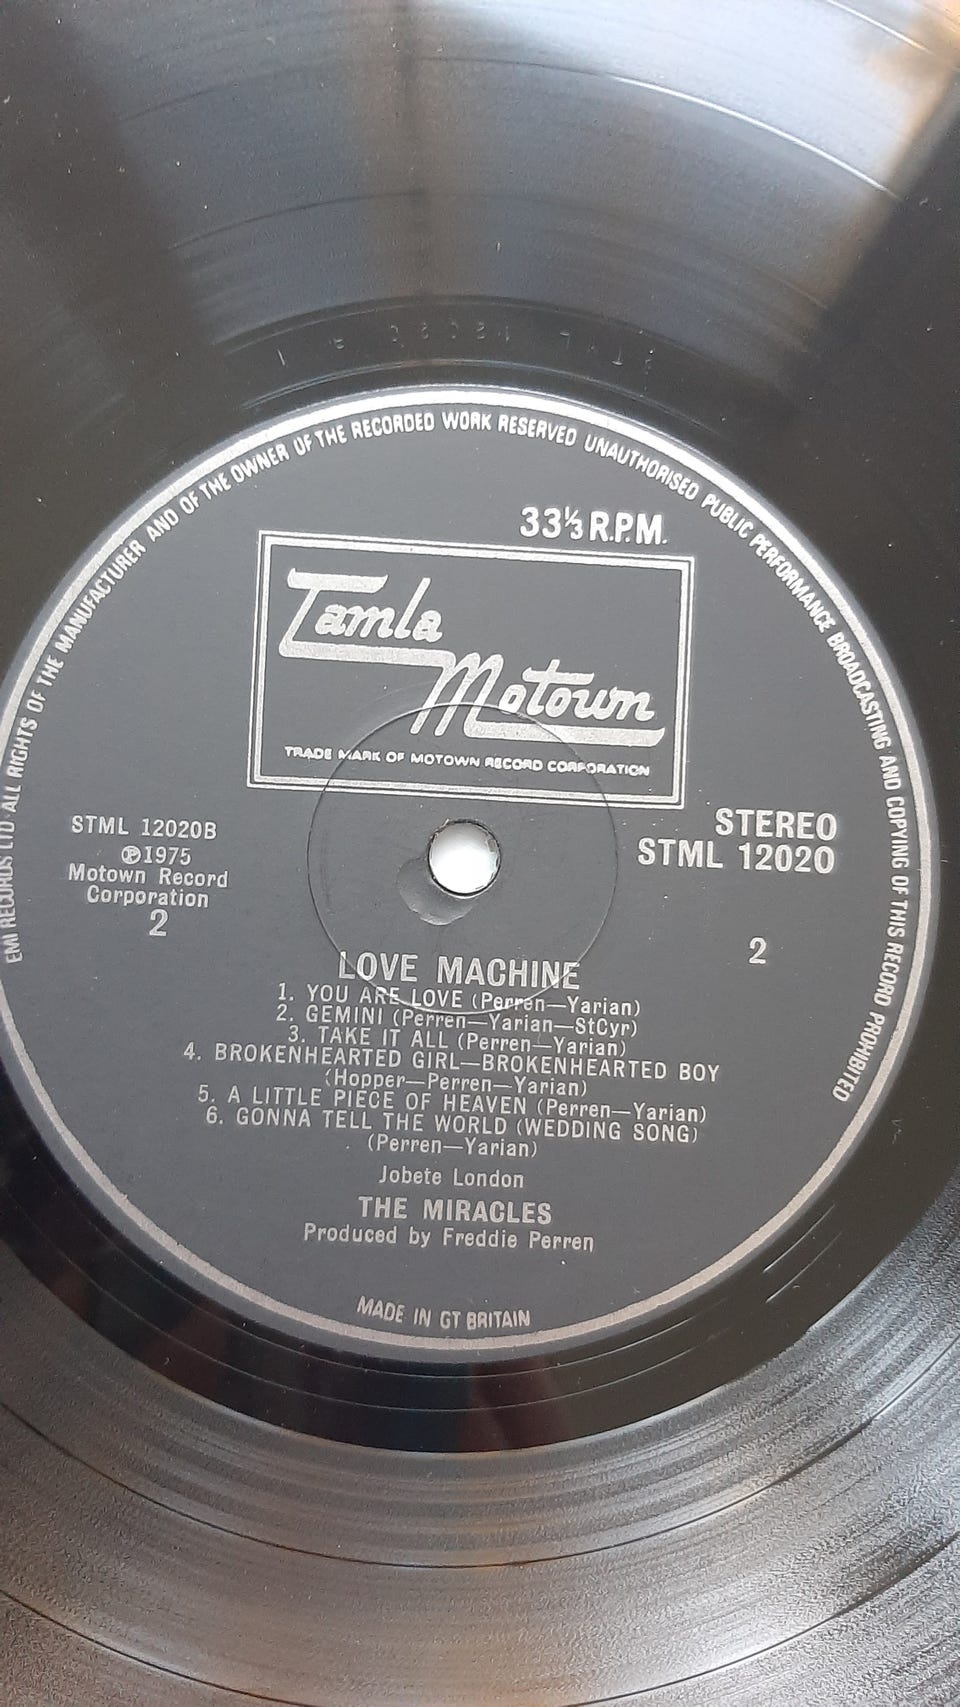 EMI RECORDS LTD·ALL RIGHTS OF THE MANUFACTURER AND OF THE OWNER OF THE RECORDED WORK RESERVED UNAUTHORISED PUBLIC PERFORMANCE BROADCASTING AND COPYING OF THIS RECORD PROHIBITED
33⅓ R.P.M.
Tamla
Motown
TRADE MARK OF MOTOWN RECORD CORPORATION
STML 12020B
Ⓟ1975
Motown Record
Corporation
2
STEREO
STML 12020
2
LOVE MACHINE
1. YOU ARE LOVE (Perren—Yarian)
2. GEMINI (Perren—Yarian—StCyr)
3. TAKE IT ALL (Perren—Yarian)
4. BROKENHEARTED GIRL—BROKENHEARTED BOY
(Hopper—Perren—Yarian)
5. A LITTLE PIECE OF HEAVEN (Perren—Yarian)
6. GONNA TELL THE WORLD (WEDDING SONG)
(Perren—Yarian)
Jobete London
THE MIRACLES
Produced by Freddie Perren
MADE IN GT BRITAIN